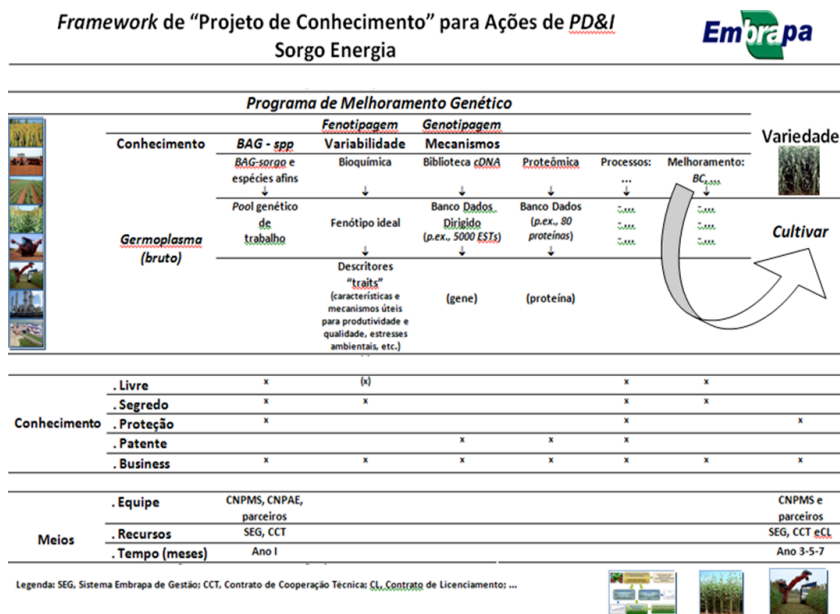 Framework de “Projeto de Conhecimento” para Ações de PD&I
Sorgo Energia
Embrapa
Programa de Melhoramento Genético
Fenotipagem Genotipagem
Conhecimento BAG - spp Variabilidade Mecanismos
Variedade
BAG-sorgo e espécies afins Bioquímica Biblioteca cDNA Proteômica Processos: ... Melhoramento: BC, ...
Germoplasma (bruto)
Pool genético de trabalho Fenótipo ideal Banco Dados Dirigido (p.ex., 5000 ESTs) Banco Dados (p.ex., 80 proteínas) -.... -....
-.... -....
-.... -....
Cultivar
Descritores
“traits”
(características e
mecanismos úteis
para produtividade e
qualidade, estresses
ambientais, etc.)
(gene) (proteína)
Conhecimento
. Livre x (x) x x
. Segredo x x x x
. Proteção x x x
. Patente x x x
. Business x x x x x x x
Meios
. Equipe CNPMS, CNPAE, parceiros CNPMS e parceiros
. Recursos SEG, CCT SEG, CCT eCL
. Tempo (meses) Ano I Ano 3-5-7
Legenda: SEG, Sistema Embrapa de Gestão; CCT, Contrato de Cooperação Técnica; CL, Contrato de Licenciamento; ...